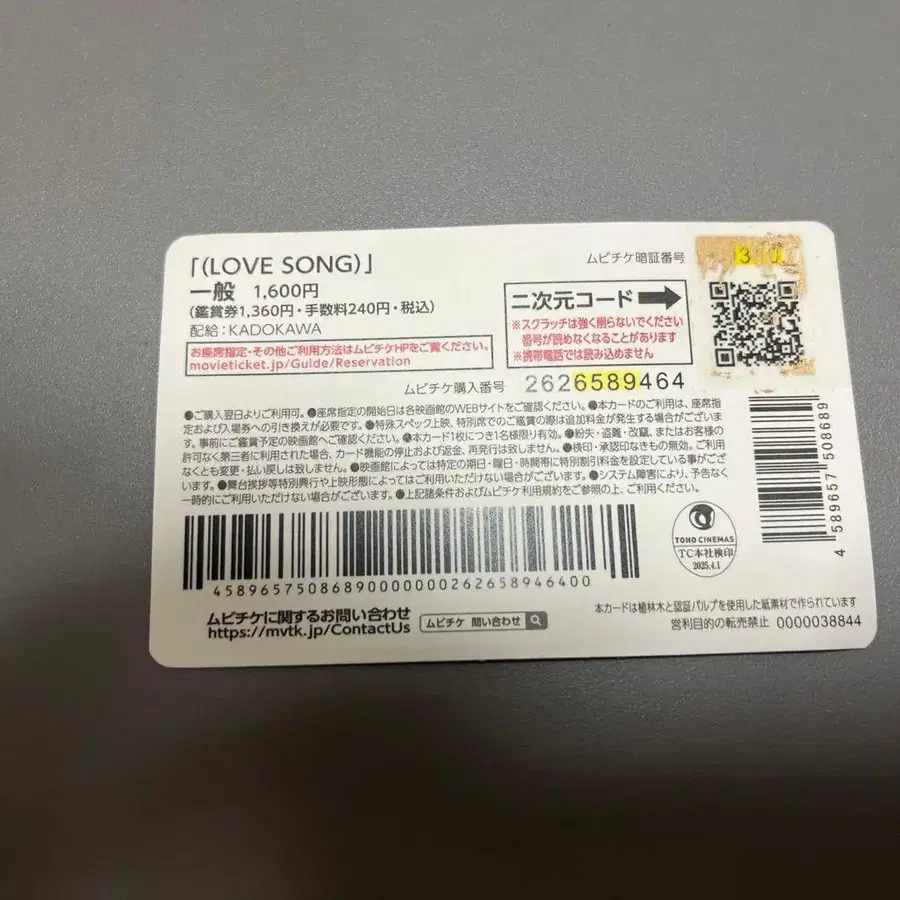 「(LOVE SONG)」
一般 1,600円
(鑑賞券1,360円・手数料240円・税込)
配給:KADOKAWA
お座席指定・その他ご利用方法はムビチケHPをご覧ください。
movieticket.jp/Guide/Reservation
ムビチケ暗証番号
二次元コード
※スクラッチは強く削らないでください
番号が読めなくなることがあります
※携帯電話では読み込めません
ムビチケ購入番号 2626589464
●ご購入翌日よりご利用可。●座席指定の開始日は各映画館のWEBサイトをご確認ください。●本カードのご利用は、座席指
定および入場券への引き換えが必要です。●特殊スペック上映、特別席でのご鑑賞の際は追加料金が発生する場合がございま
す。事前にご鑑賞予定の映画館へご確認ください。●本カード1枚につき1名様限り有効。●紛失・盗難・改竄、またはお客様の
許可なく第三者に利用された場合、カード機能の停止および返金、再発行は致しません。●検印・承認印なきもの無効。ご利用
なくとも変更・払い戻しは致しません。●映画館によっては特定の期日・曜日・時間帯に特別割引料金を設定している事がござ
います。●舞台挨拶等特別興行や上映形態によってはご利用いただけない場合がございます。●システム障害により、予告なく
一時的にご利用いただけない場合がございます。●上記諸条件およびムビチケ利用規約をご参照の上、ご利用ください。
4 589657 508689
45896575086890000000262658946400
TOHO CINEMAS
TC本社検印
2025.4.1
ムビチケに関するお問い合わせ
https://mvtk.jp/ContactUs
ムビチケ 問い合わせ
本カードは植林木と認証パルプを使用した紙素材で作られています
営利目的の転売禁止 0000038844